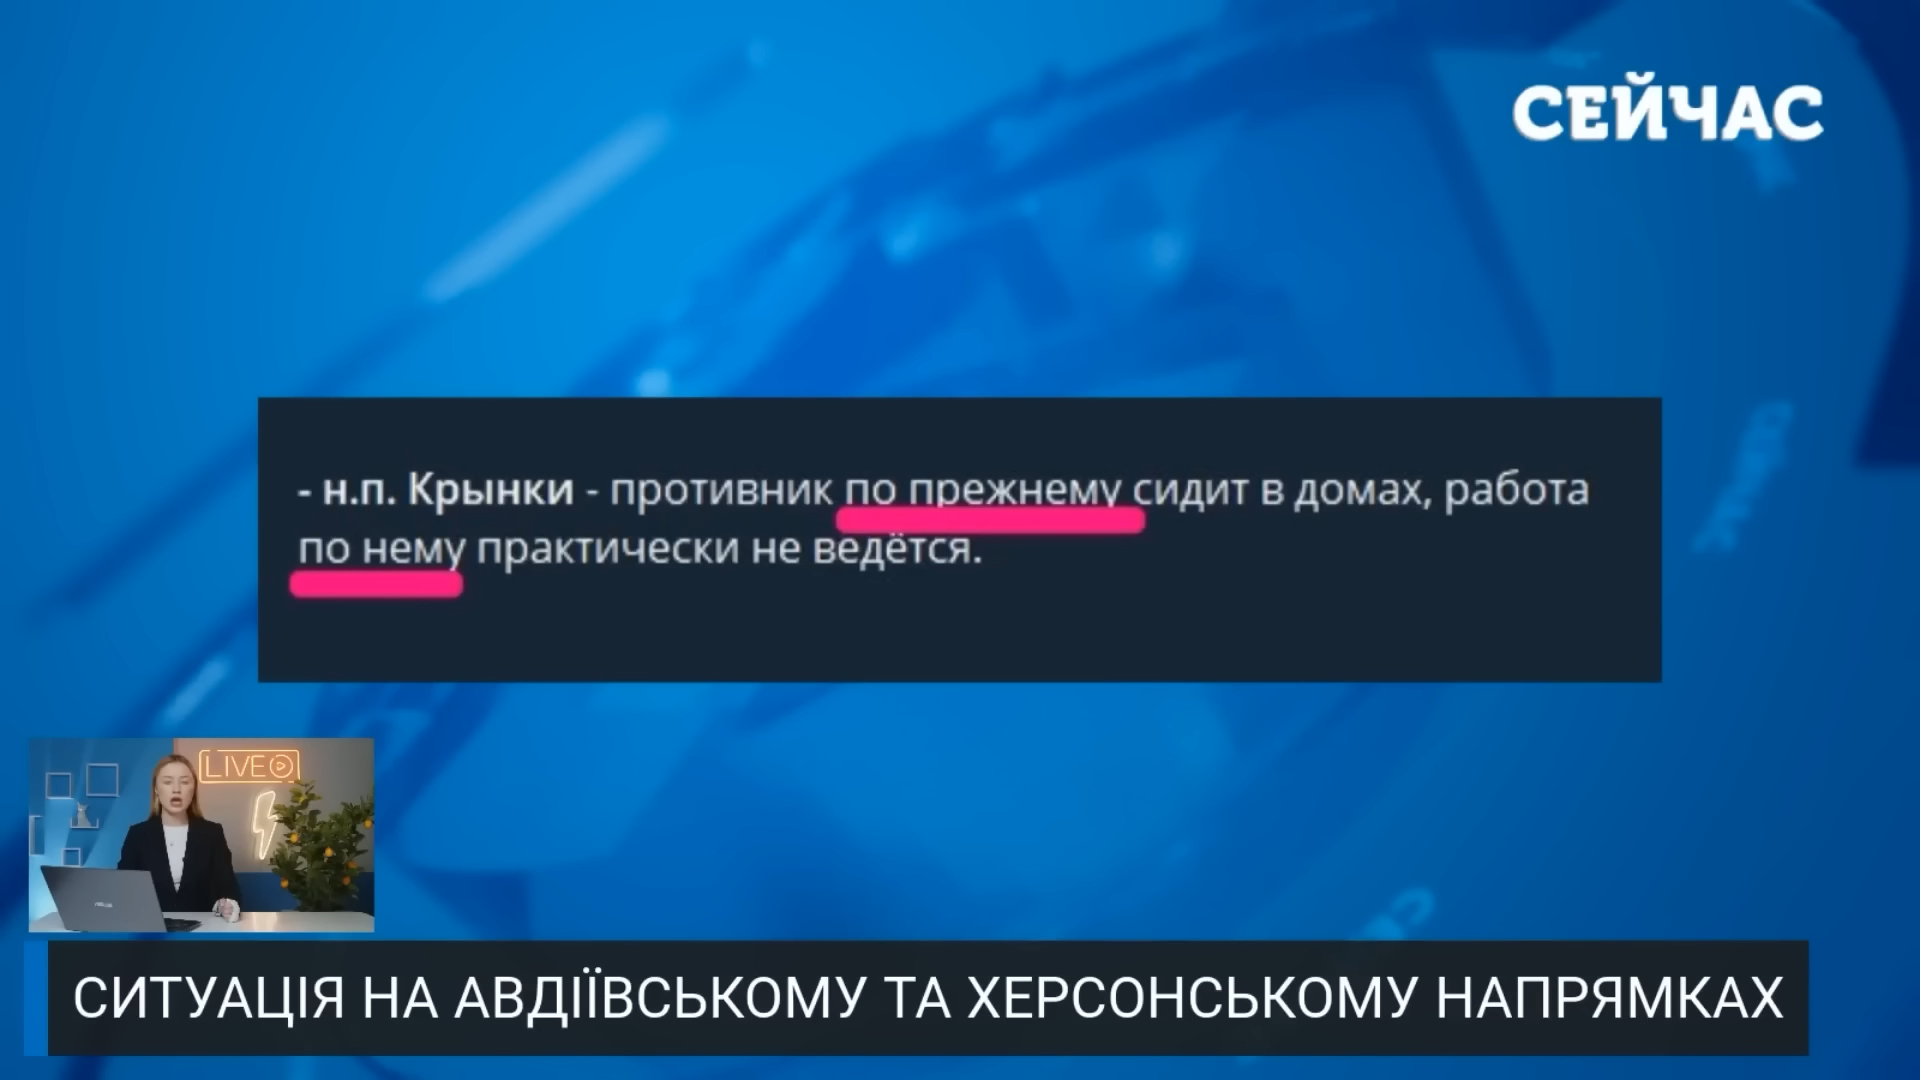 СЕЙЧАС
- н.п. Крынки - противник по прежнему сидит в домах, работа
по нему практически не ведётся.
LIVE
СИТУАЦІЯ НА АВДІЇВСЬКОМУ ТА ХЕРСОНСЬКОМУ НАПРЯМКАХ